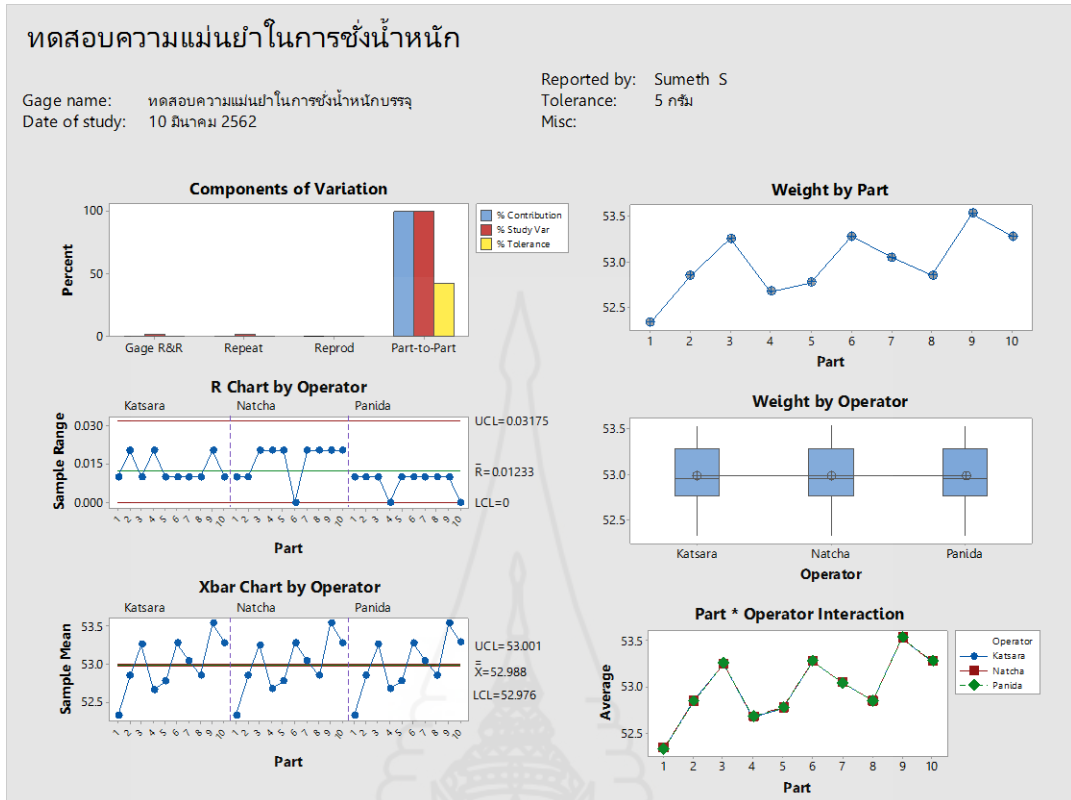 ทดสอบความแม่นยำในการชั่งน้ำหนัก
Gage name: ทดสอบความแม่นยำในการชั่งน้ำหนักบรรจุ
Date of study: 10 มีนาคม 2562
Reported by: Sumeth S
Tolerance: 5 กรัม
Misc:
Components of Variation
100
50
0
Percent
Gage R&R Repeat Reprod Part-to-Part
% Contribution
% Study Var
% Tolerance
R Chart by Operator
Katsara Natcha Panida
0.030
0.015
0.000
Sample Range
UCL=0.03175
R=0.01233
LCL=0
1 2 3 4 5 6 7 8 9 10 1 2 3 4 5 6 7 8 9 10 1 2 3 4 5 6 7 8 9 10
Part
Xbar Chart by Operator
Katsara Natcha Panida
53.5
53.0
52.5
Sample Mean
UCL=53.001
X=52.988
LCL=52.976
1 2 3 4 5 6 7 8 9 10 1 2 3 4 5 6 7 8 9 10 1 2 3 4 5 6 7 8 9 10
Part
Weight by Part
53.5
53.0
52.5
1 2 3 4 5 6 7 8 9 10
Part
Weight by Operator
53.5
53.0
52.5
Katsara Natcha Panida
Operator
Part * Operator Interaction
53.5
53.0
52.5
Average
1 2 3 4 5 6 7 8 9 10
Part
Operator
Katsara
Natcha
Panida